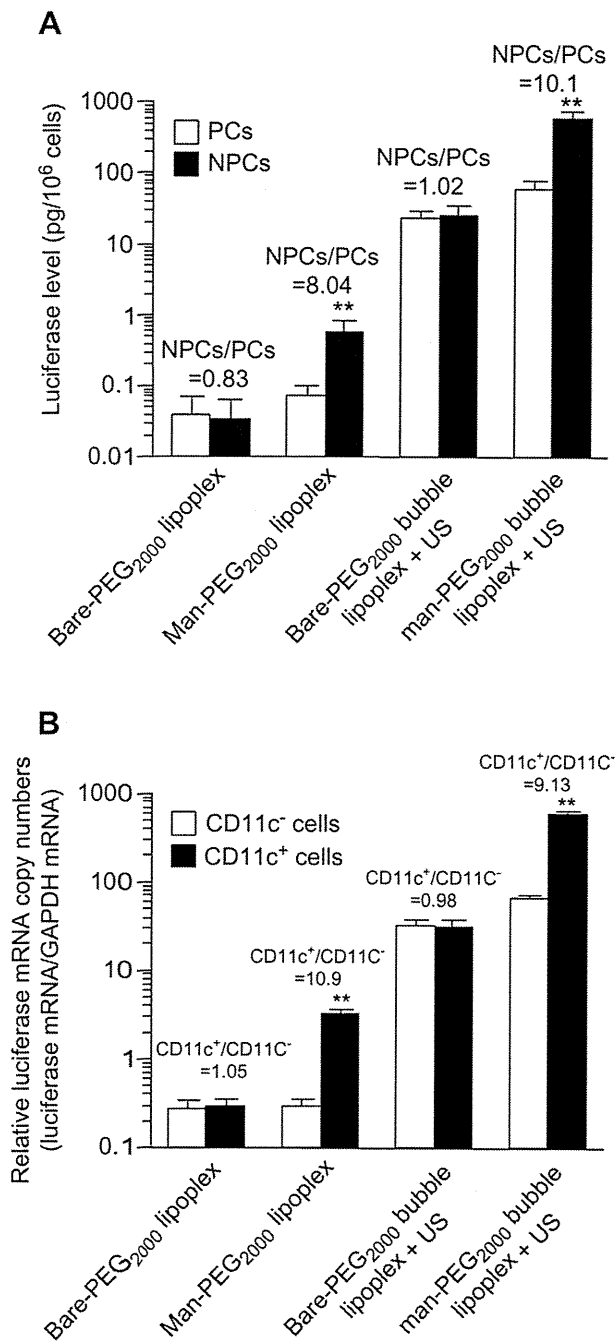 A
Luciferase level (pg/10⁶ cells)
1000
100
10
1
0.1
0.01
PCs
NPCs
NPCs/PCs
=0.83
NPCs/PCs
=8.04
**
NPCs/PCs
=1.02
NPCs/PCs
=10.1
**
Bare-PEG₂₀₀₀ lipoplex
Man-PEG₂₀₀₀ lipoplex
Bare-PEG₂₀₀₀ bubble
lipoplex + US
man-PEG₂₀₀₀ bubble
lipoplex + US
B
Relative luciferase mRNA copy numbers
(luciferase mRNA/GAPDH mRNA)
1000
100
10
1
0.1
CD11c⁻ cells
CD11c⁺ cells
CD11c⁺/CD11C⁻
=1.05
CD11c⁺/CD11C⁻
=10.9
**
CD11c⁺/CD11C⁻
=0.98
CD11c⁺/CD11C⁻
=9.13
**
Bare-PEG₂₀₀₀ lipoplex
Man-PEG₂₀₀₀ lipoplex
Bare-PEG₂₀₀₀ bubble
lipoplex + US
man-PEG₂₀₀₀ bubble
lipoplex + US